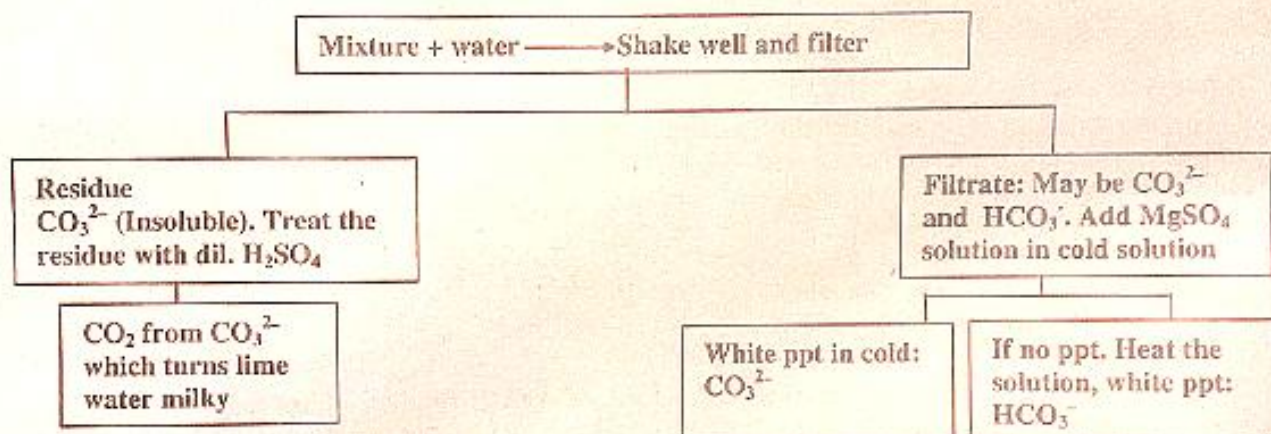 Mixture + water ⟶ Shake well and filter
Residue
CO₃²⁻ (Insoluble). Treat the
residue with dil. H₂SO₄
CO₂ from CO₃²⁻
which turns lime
water milky
Filtrate: May be CO₃²⁻
and HCO₃⁻. Add MgSO₄
solution in cold solution
White ppt in cold:
CO₃²⁻
If no ppt. Heat the
solution, white ppt:
HCO₃⁻